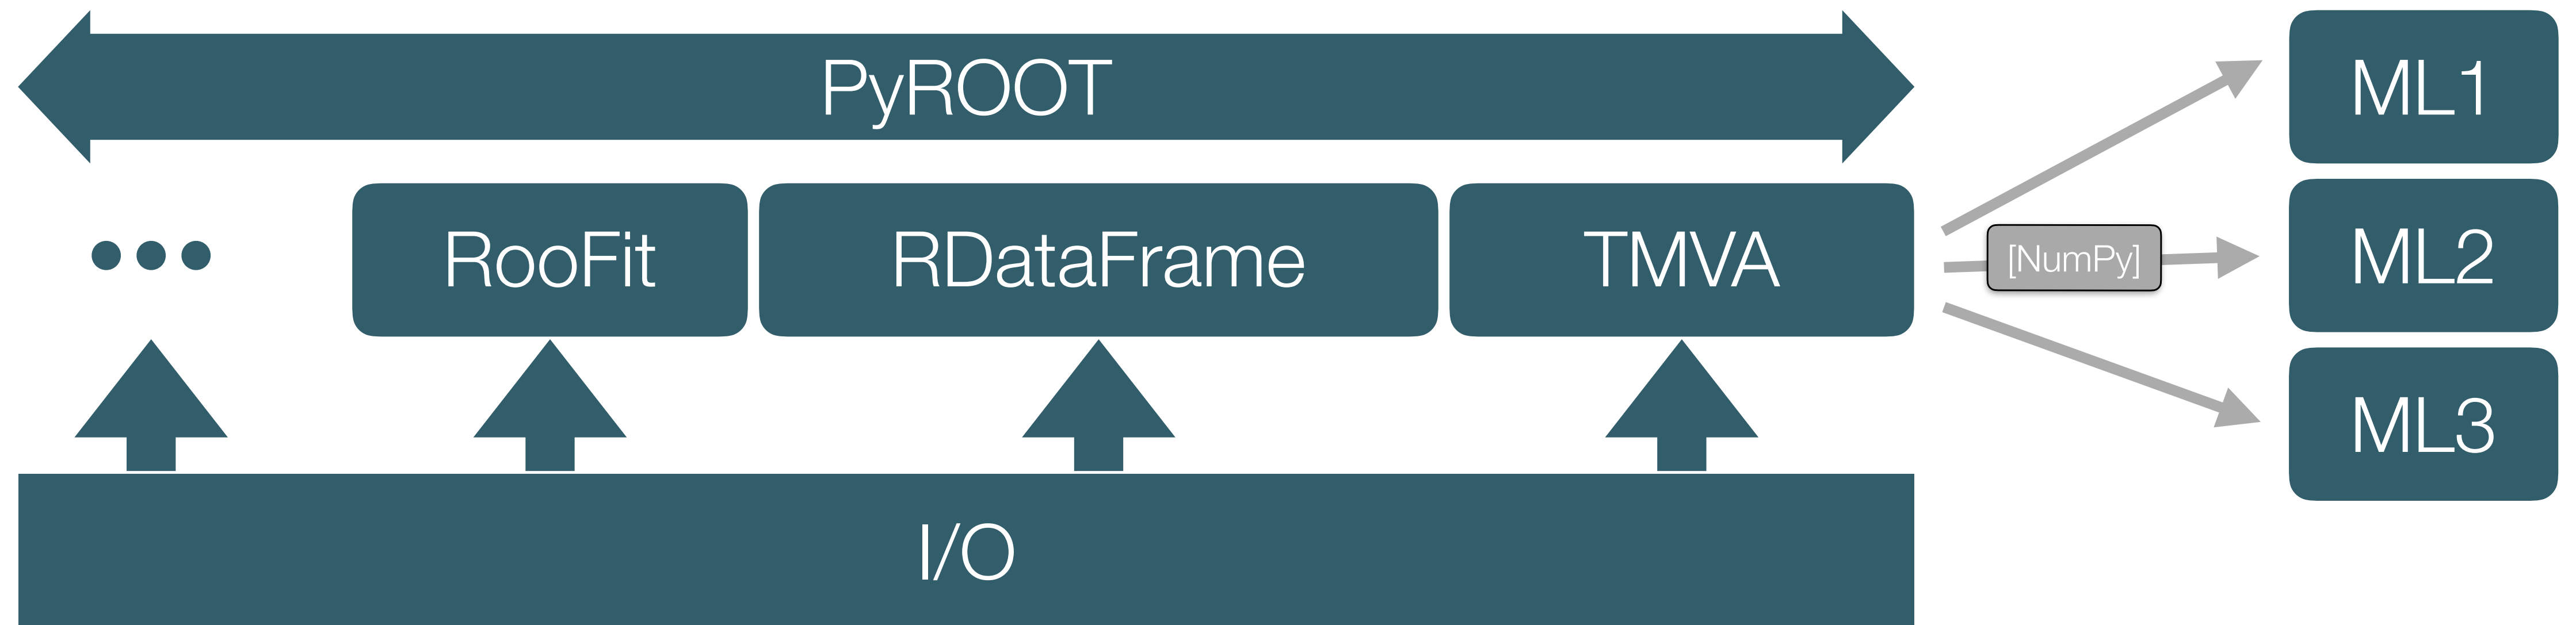 PyROOT
ML1
RooFit
RDataFrame
TMVA
[NumPy]
ML2
ML3
I/O